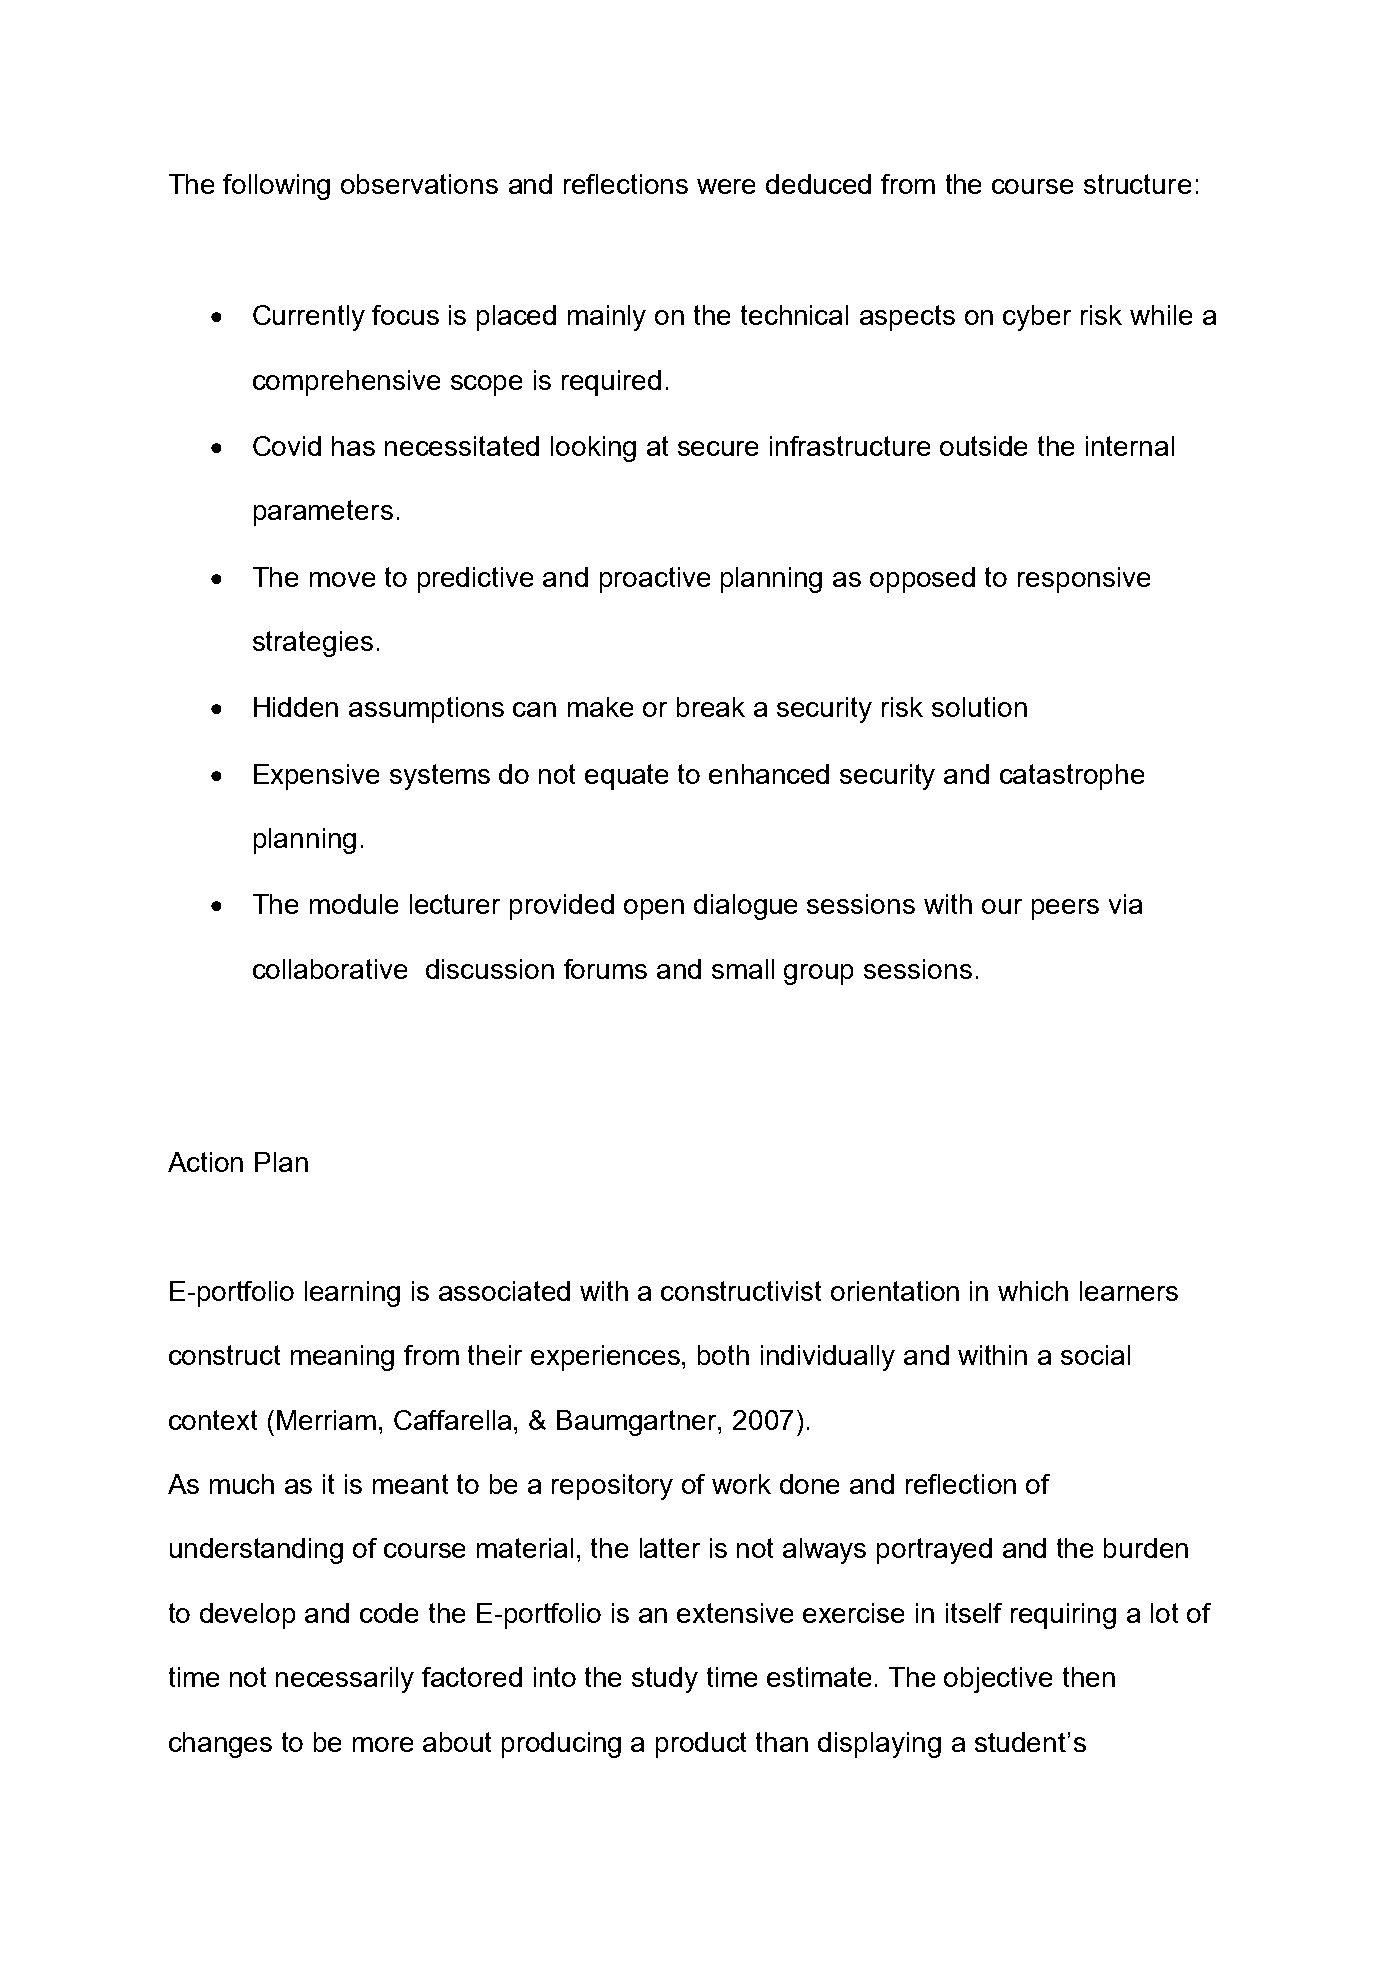 The following observations and reflections were deduced from the course structure:
• Currently focus is placed mainly on the technical aspects on cyber risk while a
comprehensive scope is required.
• Covid has necessitated looking at secure infrastructure outside the internal
parameters.
• The move to predictive and proactive planning as opposed to responsive
strategies.
• Hidden assumptions can make or break a security risk solution
• Expensive systems do not equate to enhanced security and catastrophe
planning.
• The module lecturer provided open dialogue sessions with our peers via
collaborative  discussion forums and small group sessions.
Action Plan
E-portfolio learning is associated with a constructivist orientation in which learners
construct meaning from their experiences, both individually and within a social
context (Merriam, Caffarella, & Baumgartner, 2007).
As much as it is meant to be a repository of work done and reflection of
understanding of course material, the latter is not always portrayed and the burden
to develop and code the E-portfolio is an extensive exercise in itself requiring a lot of
time not necessarily factored into the study time estimate. The objective then
changes to be more about producing a product than displaying a student’s